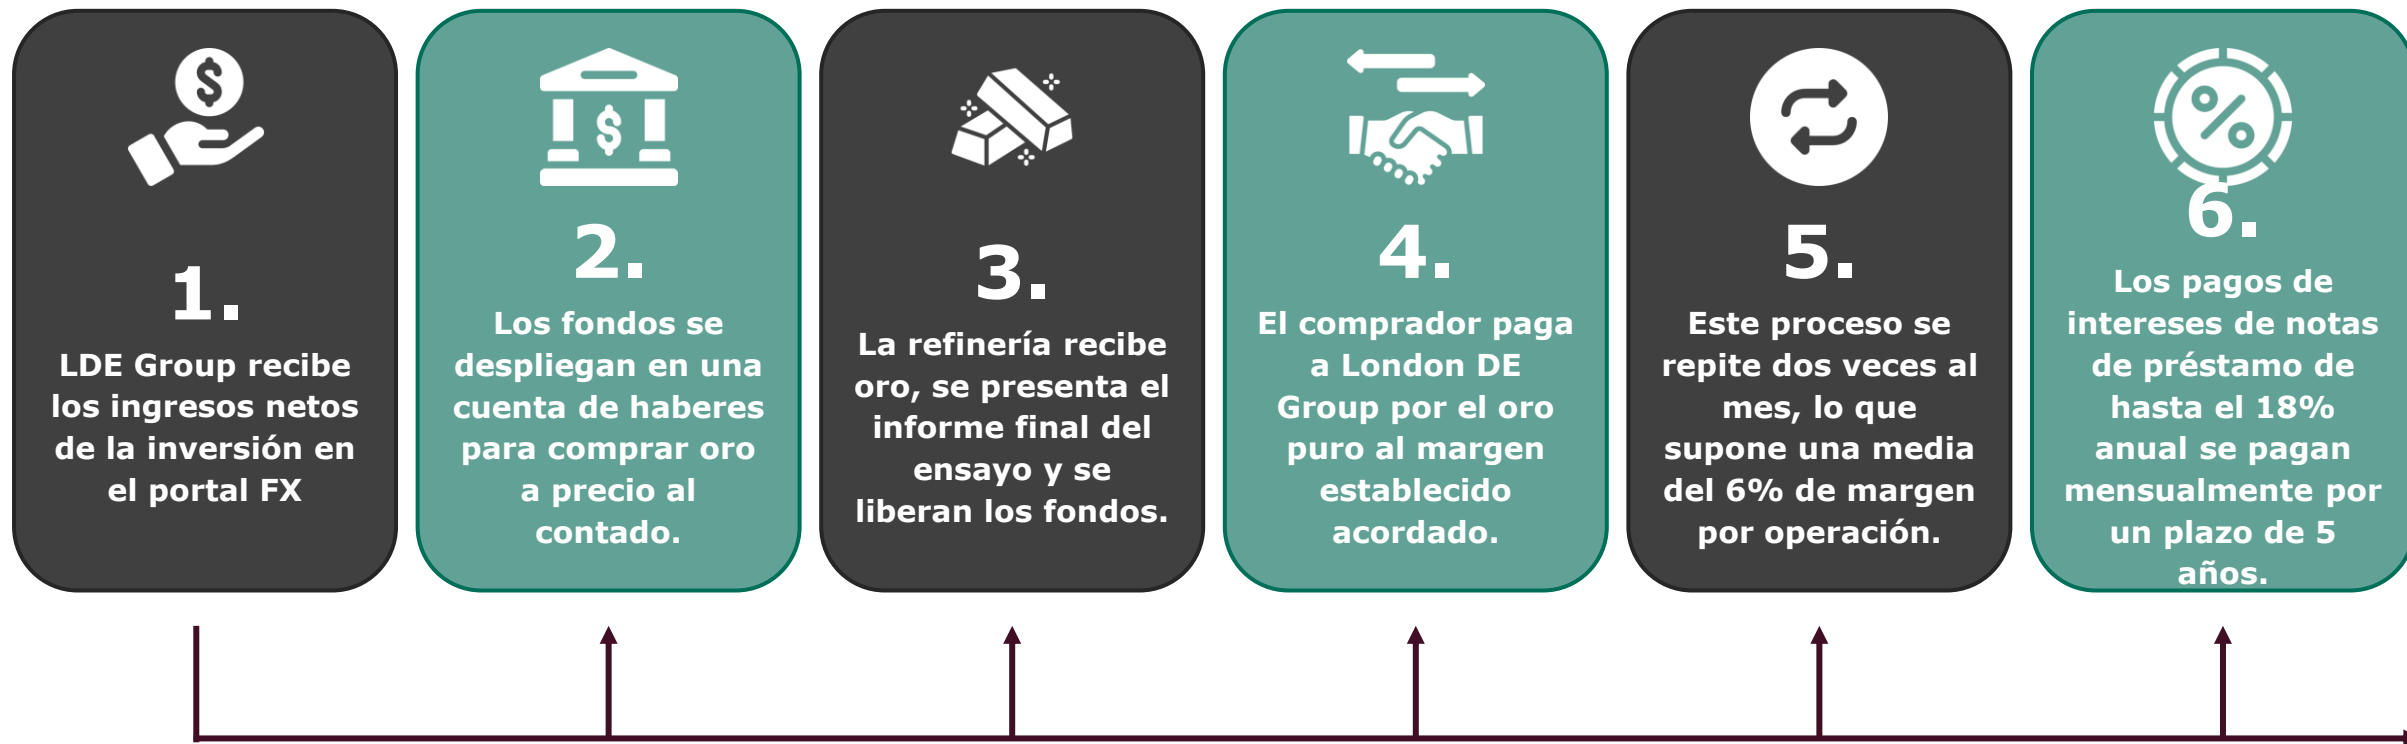 1.
LDE Group recibe
los ingresos netos
de la inversión en
el portal FX
2.
Los fondos se
despliegan en una
cuenta de haberes
para comprar oro
a precio al
contado.
3.
La refinería recibe
oro, se presenta el
informe final del
ensayo y se
liberan los fondos.
4.
El comprador paga
a London DE
Group por el oro
puro al margen
establecido
acordado.
5.
Este proceso se
repite dos veces al
mes, lo que
supone una media
del 6% de margen
por operación.
6.
Los pagos de
intereses de notas
de préstamo de
hasta el 18%
anual se pagan
mensualmente por
un plazo de 5
años.